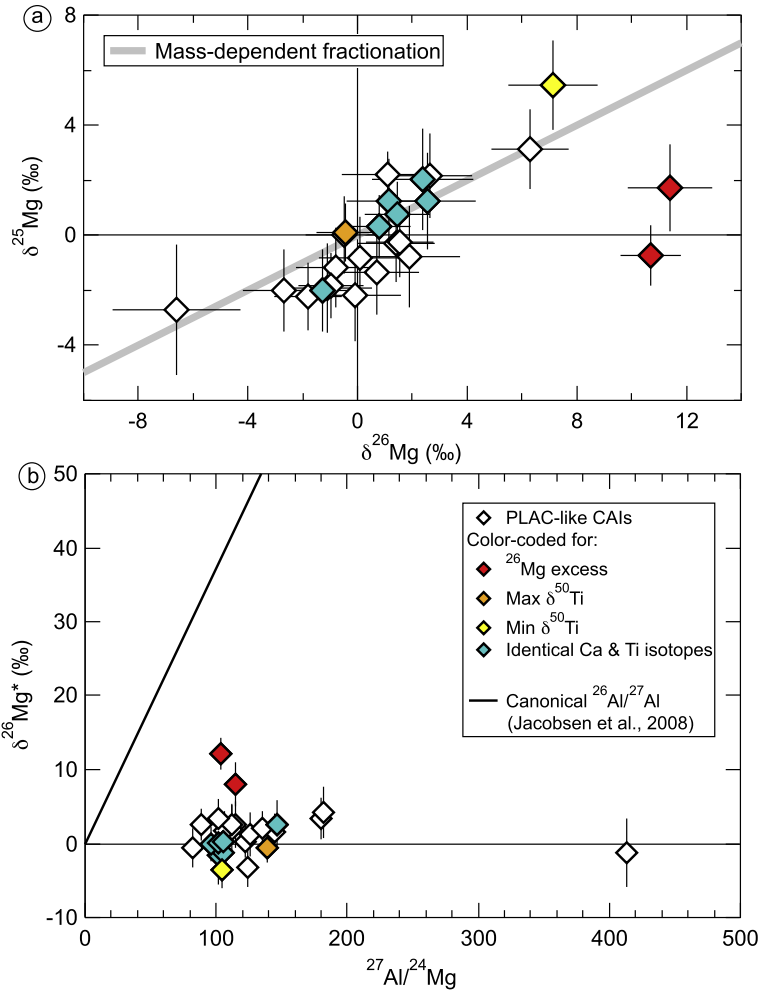 a
8
Mass-dependent fractionation
4
0
-4
δ25Mg (‰)
-8 -4 0 4 8 12
δ26Mg (‰)
b
50
40
30
20
10
0
-10
δ26Mg* (‰)
PLAC-like CAIs
Color-coded for:
26Mg excess
Max δ50Ti
Min δ50Ti
Identical Ca & Ti isotopes
Canonical 26Al/27Al
(Jacobsen et al., 2008)
0 100 200 300 400 500
27Al/24Mg